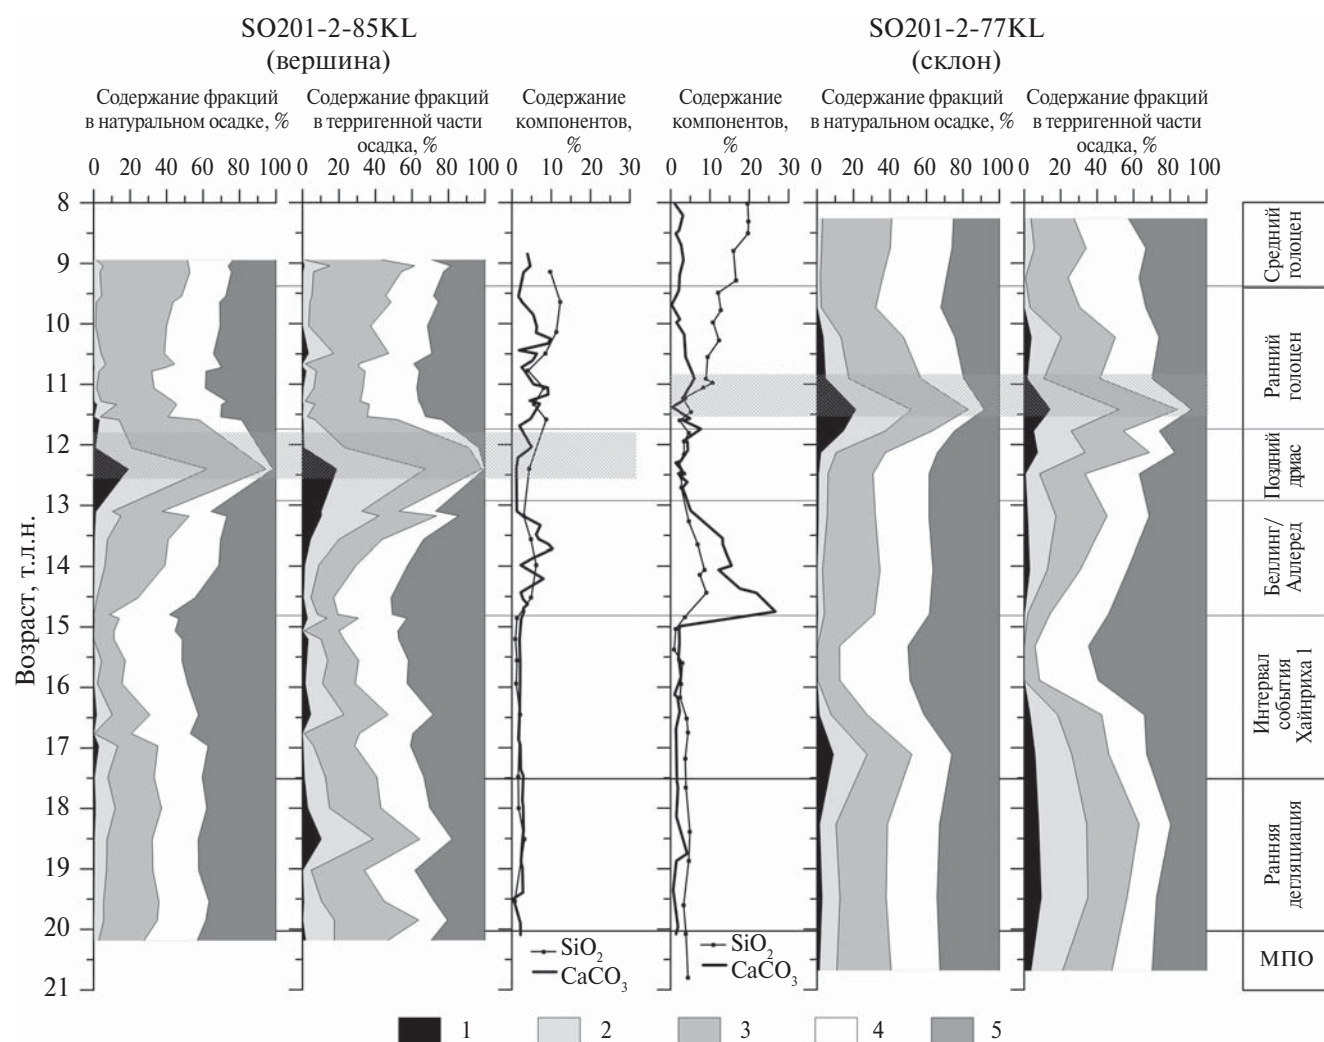 SO201-2-85KL
(вершина)
SO201-2-77KL
(склон)
Содержание фракций
в натуральном осадке, %
Содержание фракций
в терригенной части
осадка, %
Содержание
компонентов,
%
Содержание
компонентов,
%
Содержание фракций
в натуральном осадке, %
Содержание фракций
в терригенной части
осадка, %
0 20 40 60 80 100
0 20 40 60 80 100
0 10 20 30
0 10 20 30
0 20 40 60 80 100
0 20 40 60 80 100
Возраст, т.л.н.
8
9
10
11
12
13
14
15
16
17
18
19
20
21
Средний
голоцен
Ранний
голоцен
Поздний
дриас
Беллинг/
Аллеред
Интервал
события
Хайнриха 1
Ранняя
дегляциация
МПО
SiO2
CaCO3
SiO2
CaCO3
1 2 3 4 5